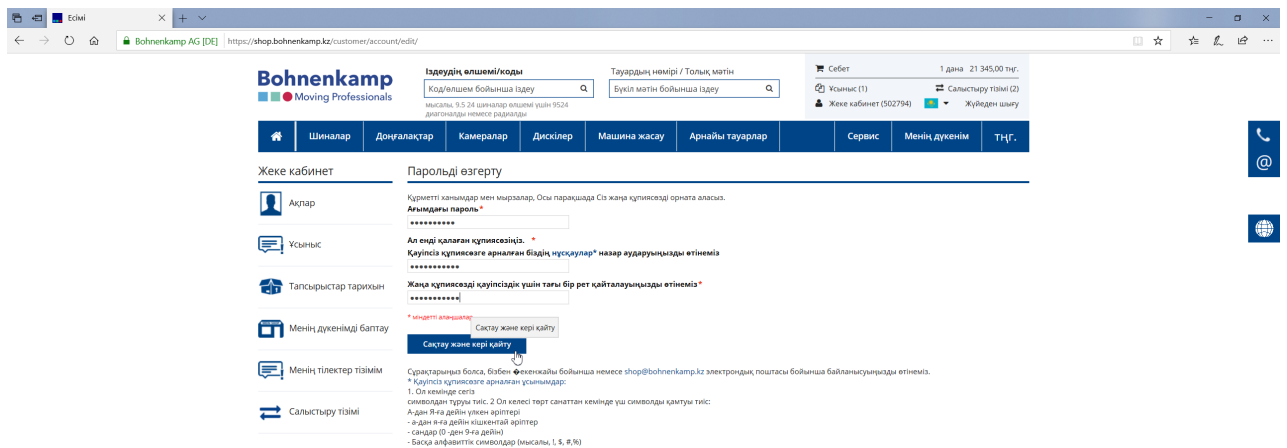 Есімі
Bohnenkamp AG [DE] https://shop.bohnenkamp.kz/customer/account/edit/
Bohnenkamp
Moving Professionals
Іздеудің өлшемі/коды
Код/өлшем бойынша іздеу
мысалы, 9.5 24 шиналар өлшемі үшін 9524
диагоналды немесе радиалды
Тауардың нөмірі / Толық мәтін
Бүкіл мәтін бойынша іздеу
Себет 1 дана 21 345,00 тңг.
Ұсыныс (1) Салыстыру тізімі (2)
Жеке кабинет (502794) Жүйеден шығу
Шиналар Доңғалақтар Камералар Дискілер Машина жасау Арнайы тауарлар Сервис Менің дүкенім тңг.
Жеке кабинет
Ақпар
Ұсыныс
Тапсырыстар тарихын
Менің дүкенімді баптау
Менің тілектер тізімім
Салыстыру тізімі
Парольді өзгерту
Құрметті ханымдар мен мырзалар, Осы парақшада Сіз жаңа құпиясөзді орната аласыз.
Ағымдағы пароль*
••••••••••
Ал енді қалаған құпиясөзіңіз. *
Қауіпсіз құпиясөзге арналған біздің нұсқаулар* назар аударуыңызды өтінеміз
•••••••••••
Жаңа құпиясөзді қауіпсіздік үшін тағы бір рет қайталауыңызды өтінеміз*
•••••••••••
* міндетті алаңшалар
Сақтау және кері қайту
Сақтау және кері қайту
Сұрақтарыңыз болса, бізбен �екенжайы бойынша немесе shop@bohnenkamp.kz электрондық поштасы бойынша байланысуыңызды өтінеміз.
* Қауіпсіз құпиясөзге арналған ұсынымдар:
1. Ол кемінде сегіз
символдан тұруы тиіс. 2 Ол келесі төрт санаттан кемінде үш символды қамтуы тиіс:
А-дан Я-ға дейін үлкен әріптері
- а-дан я-ға дейін кішкентай әріптер
- сандар (0 -ден 9-ға дейін)
- Басқа алфавиттік символдар (мысалы, !, $, #,%)